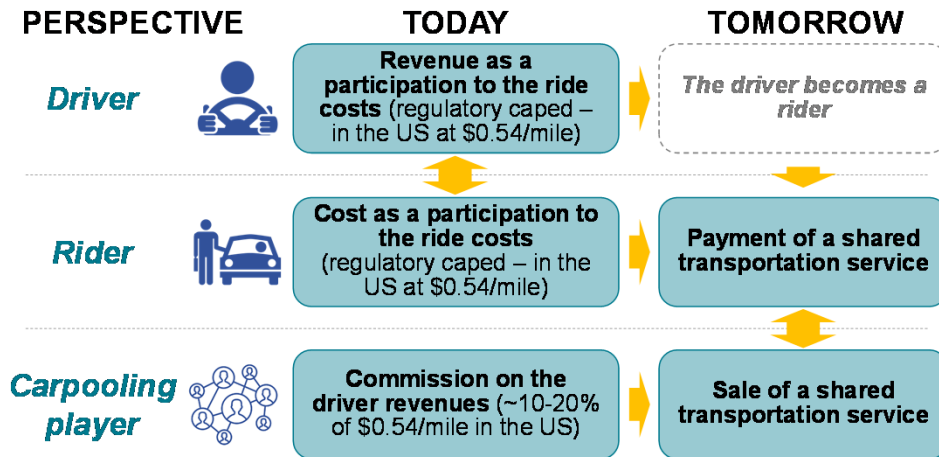 PERSPECTIVE TODAY TOMORROW
Driver
Revenue as a
participation to the ride
costs (regulatory caped –
in the US at $0.54/mile)
The driver becomes a
rider
Rider
Cost as a participation to
the ride costs
(regulatory caped – in the
US at $0.54/mile)
Payment of a shared
transportation service
Carpooling
player
Commission on the
driver revenues (~10-20%
of $0.54/mile in the US)
Sale of a shared
transportation service